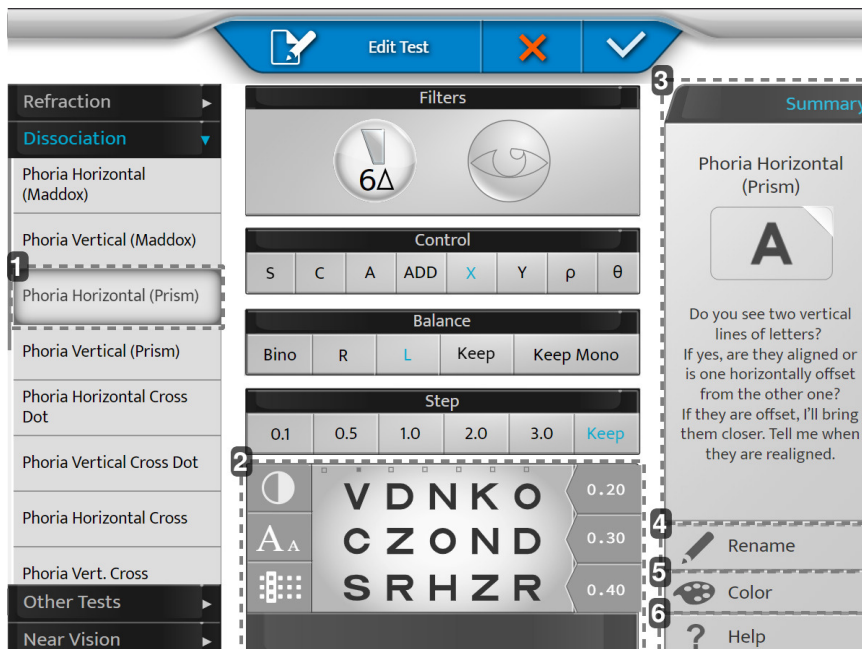 Edit Test
3
Refraction
Dissociation
Phoria Horizontal
(Maddox)
Phoria Vertical (Maddox)
1
Phoria Horizontal (Prism)
Phoria Vertical (Prism)
Phoria Horizontal Cross
Dot
Phoria Vertical Cross Dot
Phoria Horizontal Cross
Phoria Vert. Cross
Other Tests
Near Vision
Filters
6Δ
Control
S C A ADD X Y ρ θ
Balance
Bino R L Keep Keep Mono
Step
0.1 0.5 1.0 2.0 3.0 Keep
2
V D N K O 0.20
A A C Z O N D 0.30
S R H Z R 0.40
Summary
Phoria Horizontal
(Prism)
A
Do you see two vertical
lines of letters?
If yes, are they aligned or
is one horizontally offset
from the other one?
If they are offset, I'll bring
them closer. Tell me when
they are realigned.
4
Rename
5
Color
6
? Help